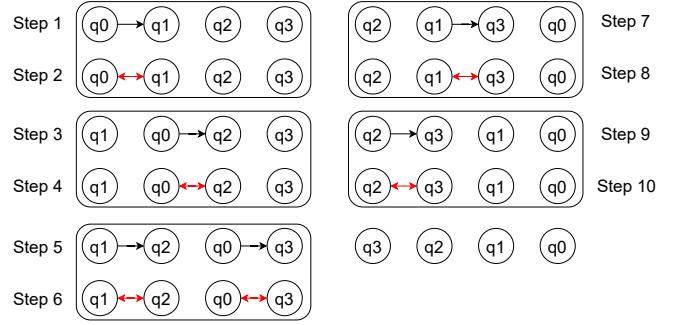 Step 1 q0 q1 q2 q3
Step 2 q0 q1 q2 q3
Step 3 q1 q0 q2 q3
Step 4 q1 q0 q2 q3
Step 5 q1 q2 q0 q3
Step 6 q1 q2 q0 q3
q2 q1 q3 q0 Step 7
q2 q1 q3 q0 Step 8
q2 q3 q1 q0 Step 9
q2 q3 q1 q0 Step 10
q3 q2 q1 q0